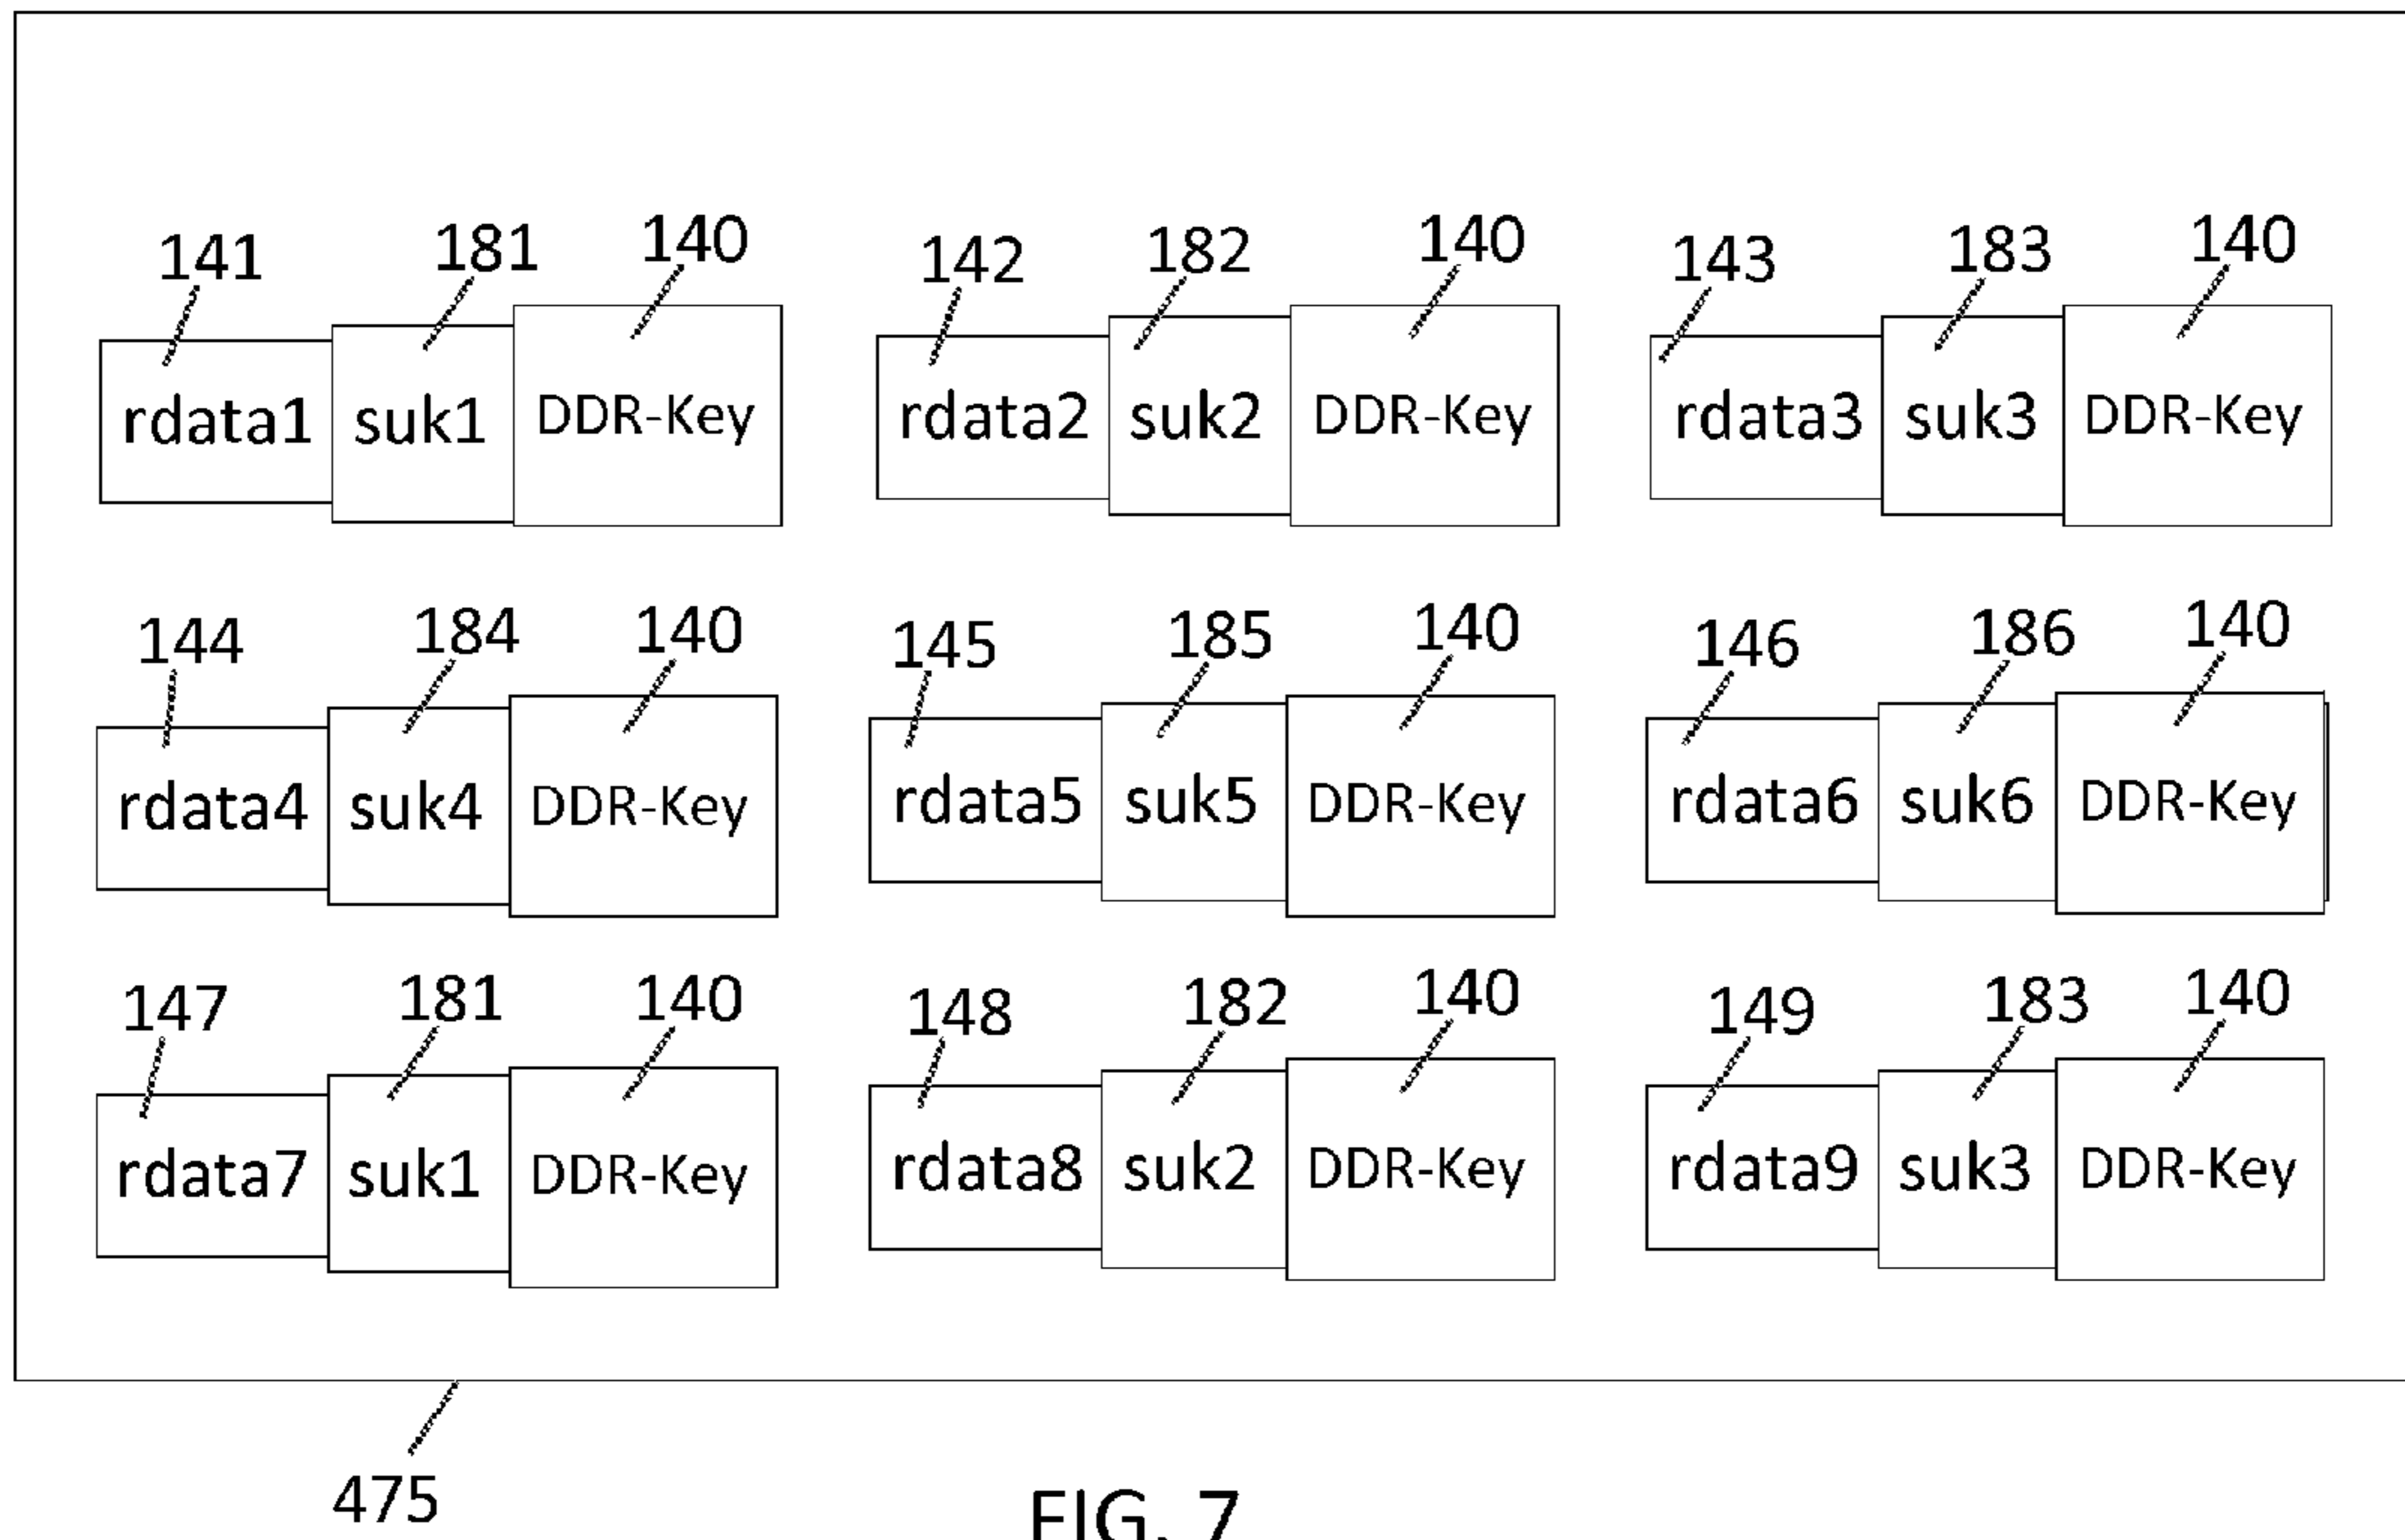 141 181 140 142 182 140 143 183 140
rdata1 suk1 DDR-Key rdata2 suk2 DDR-Key rdata3 suk3 DDR-Key
144 184 140 145 185 140 146 186 140
rdata4 suk4 DDR-Key rdata5 suk5 DDR-Key rdata6 suk6 DDR-Key
147 181 140 148 182 140 149 183 140
rdata7 suk1 DDR-Key rdata8 suk2 DDR-Key rdata9 suk3 DDR-Key
475
FIG. 7